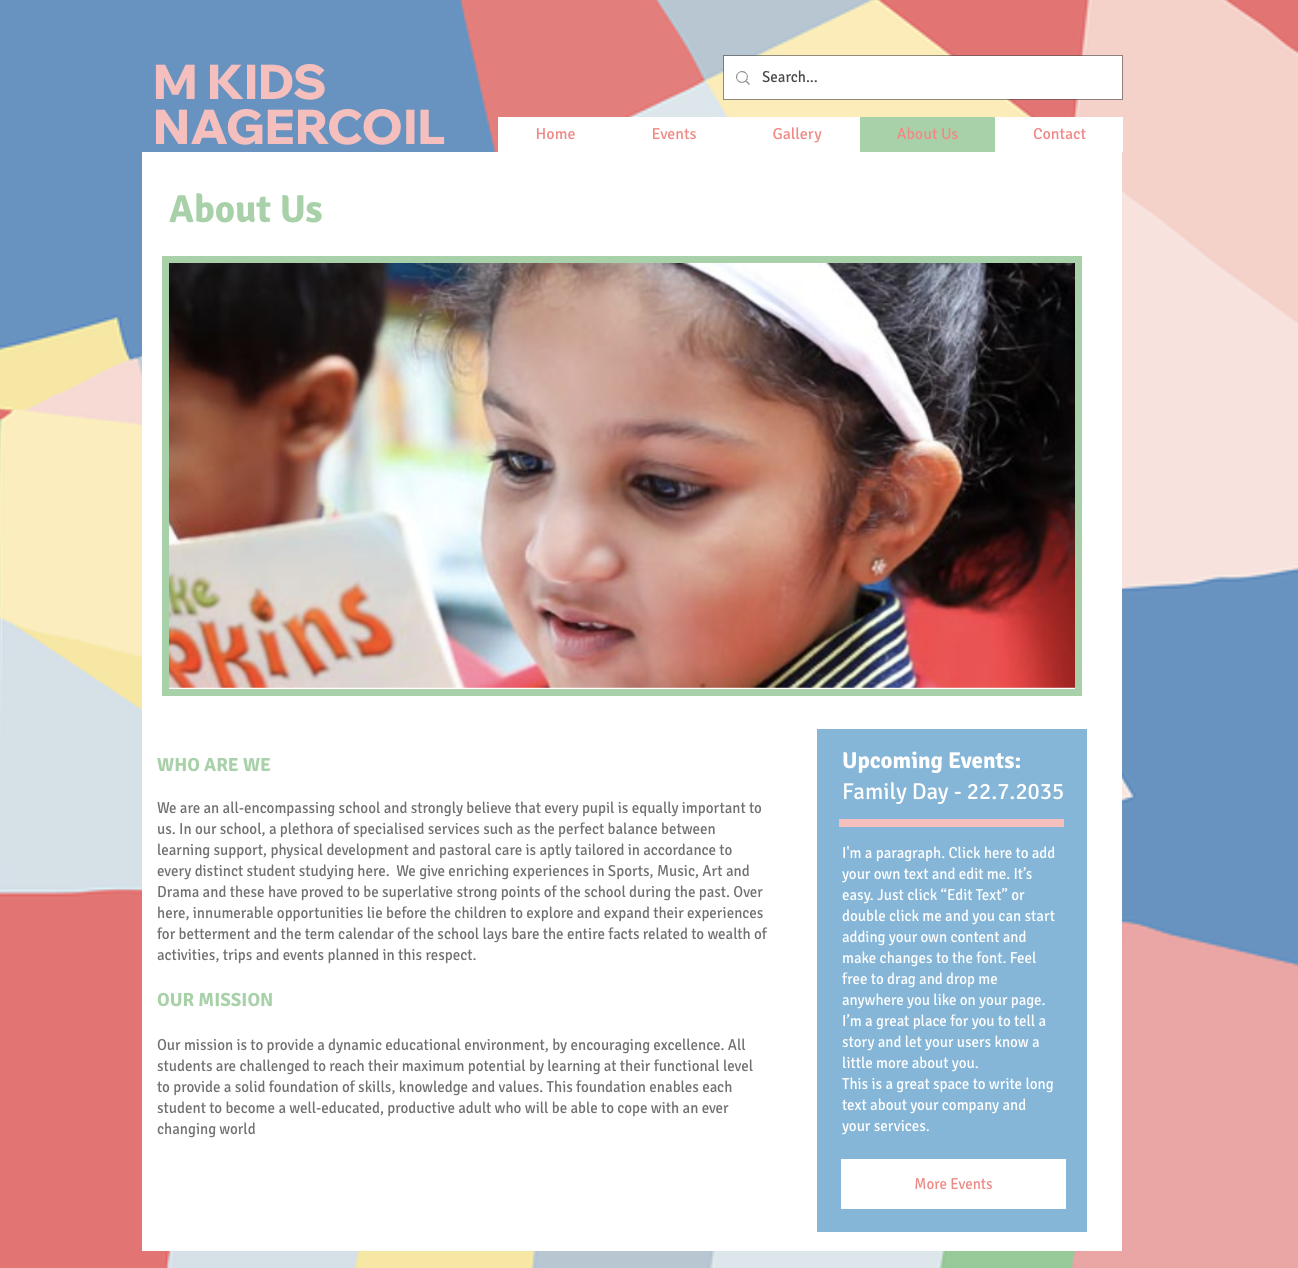 M KIDS
NAGERCOIL
Search...
Home Events Gallery About Us Contact
About Us
ke
pkins
WHO ARE WE
We are an all-encompassing school and strongly believe that every pupil is equally important to
us. In our school, a plethora of specialised services such as the perfect balance between
learning support, physical development and pastoral care is aptly tailored in accordance to
every distinct student studying here.  We give enriching experiences in Sports, Music, Art and
Drama and these have proved to be superlative strong points of the school during the past. Over
here, innumerable opportunities lie before the children to explore and expand their experiences
for betterment and the term calendar of the school lays bare the entire facts related to wealth of
activities, trips and events planned in this respect.
OUR MISSION
Our mission is to provide a dynamic educational environment, by encouraging excellence. All
students are challenged to reach their maximum potential by learning at their functional level
to provide a solid foundation of skills, knowledge and values. This foundation enables each
student to become a well-educated, productive adult who will be able to cope with an ever
changing world
Upcoming Events:
Family Day - 22.7.2035
I'm a paragraph. Click here to add
your own text and edit me. It’s
easy. Just click “Edit Text” or
double click me and you can start
adding your own content and
make changes to the font. Feel
free to drag and drop me
anywhere you like on your page.
I’m a great place for you to tell a
story and let your users know a
little more about you.
This is a great space to write long
text about your company and
your services.
More Events